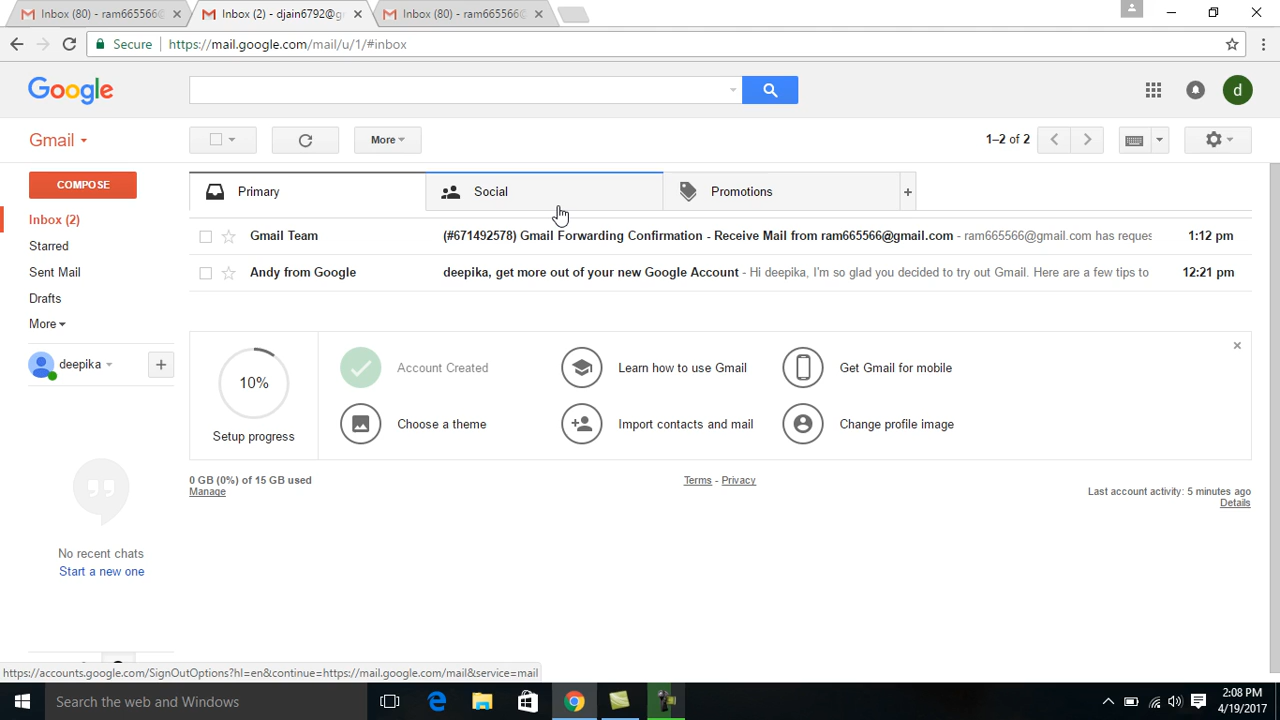 Inbox (80) - ram665566@ Inbox (2) - djain6792@g Inbox (80) - ram665566@
Secure https://mail.google.com/mail/u/1/#inbox
Google
d
Gmail
More
1–2 of 2
COMPOSE
Primary
Social
Promotions
+
Inbox (2)
Gmail Team (#671492578) Gmail Forwarding Confirmation - Receive Mail from ram665566@gmail.com - ram665566@gmail.com has reques 1:12 pm
Starred
Sent Mail
Andy from Google deepika, get more out of your new Google Account - Hi deepika, I'm so glad you decided to try out Gmail. Here are a few tips to 12:21 pm
Drafts
More
deepika
+
10%
Setup progress
Account Created
Learn how to use Gmail
Get Gmail for mobile
Choose a theme
Import contacts and mail
Change profile image
0 GB (0%) of 15 GB used
Manage
Terms - Privacy
Last account activity: 5 minutes ago
Details
No recent chats
Start a new one
https://accounts.google.com/SignOutOptions?hl=en&continue=https://mail.google.com/mail&service=mail
Search the web and Windows
2:08 PM
4/19/2017